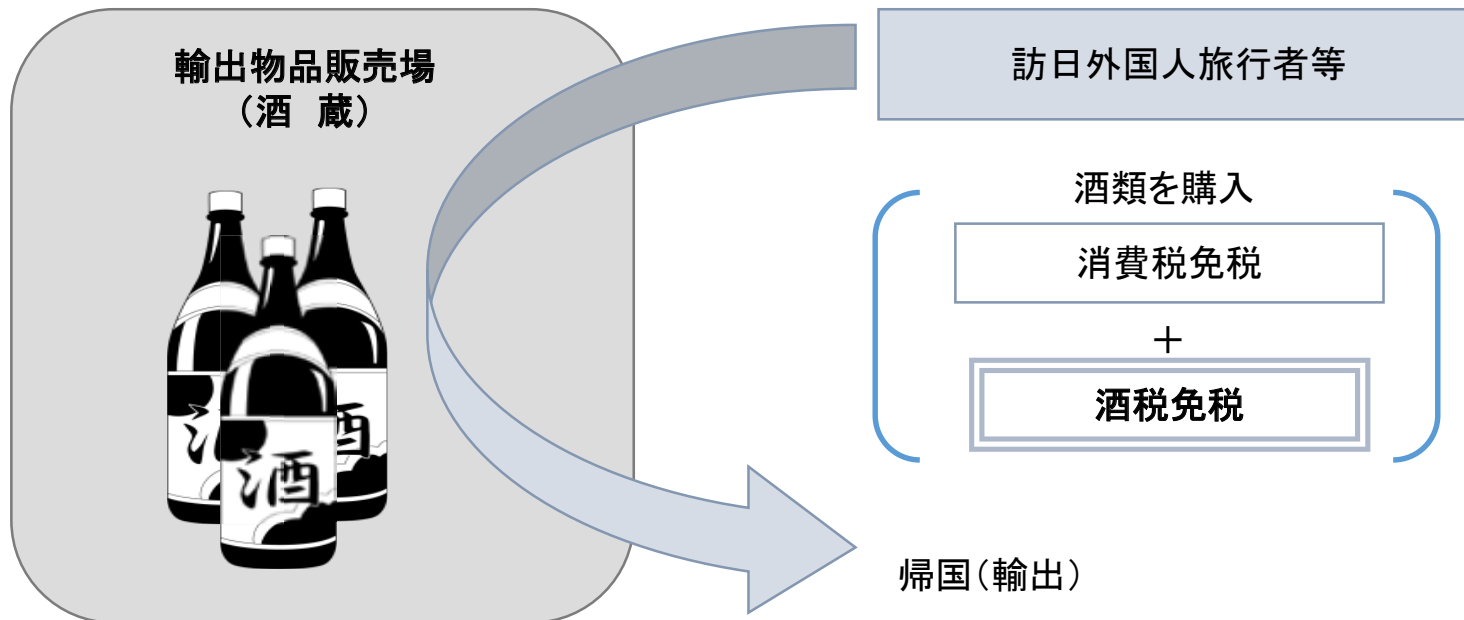 輸出物品販売場
（酒　蔵）
訪日外国人旅行者等
酒類を購入
消費税免税
＋
酒税免税
帰国（輸出）
酒
酒
酒